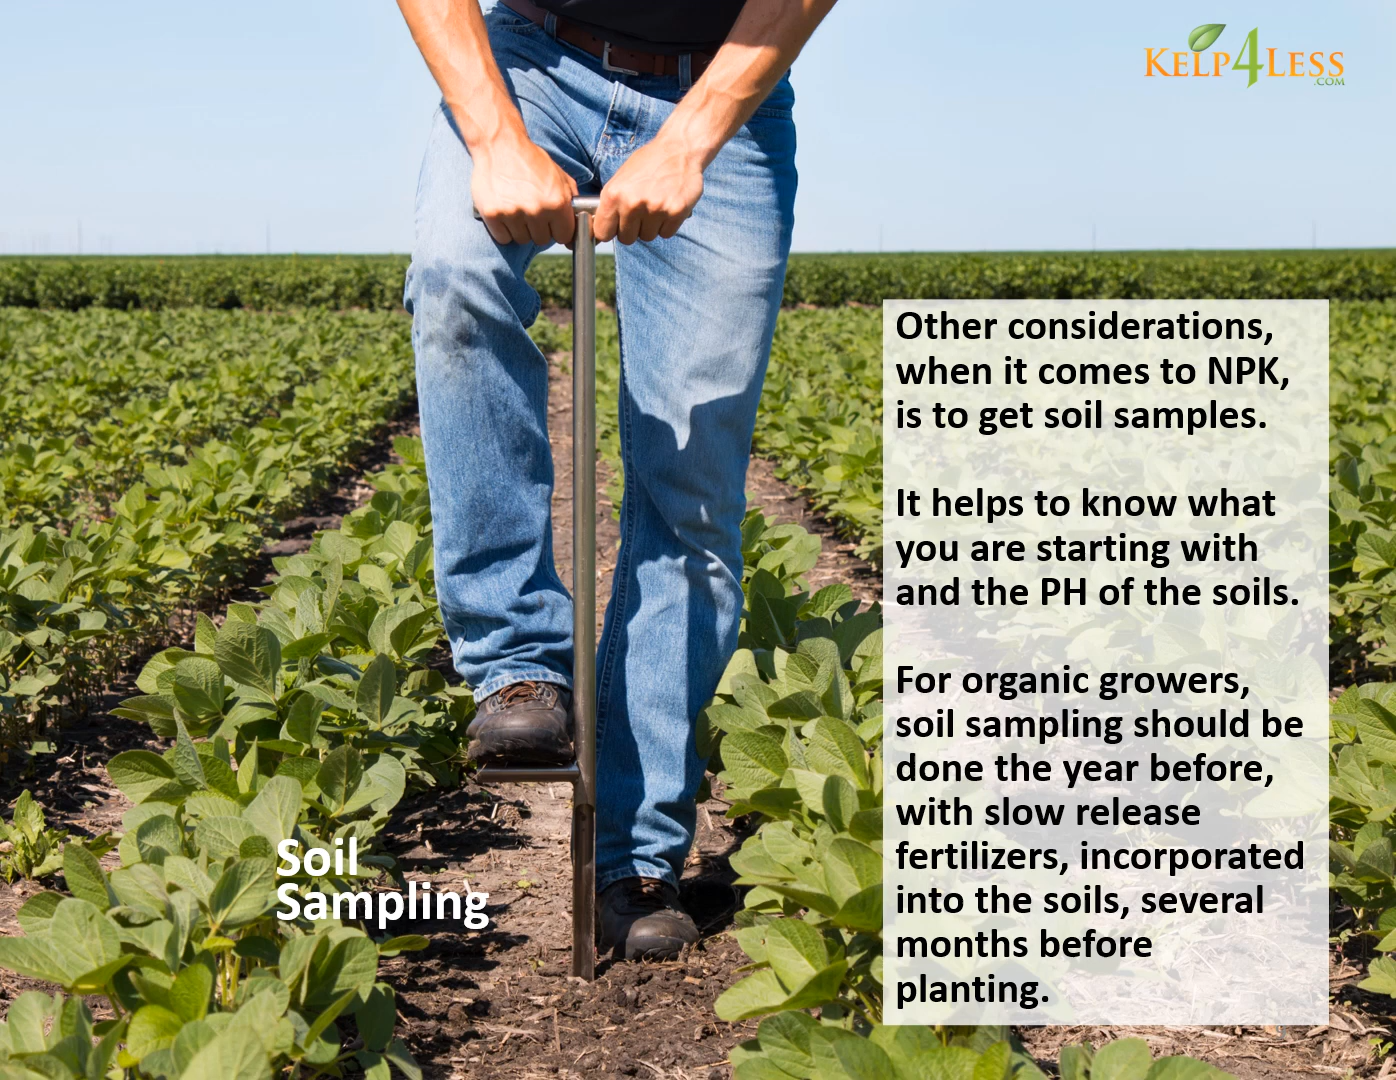 KELP4LESS
.COM
Other considerations,
when it comes to NPK,
is to get soil samples.
It helps to know what
you are starting with
and the PH of the soils.
For organic growers,
soil sampling should be
done the year before,
with slow release
fertilizers, incorporated
into the soils, several
months before
planting.
Soil
Sampling